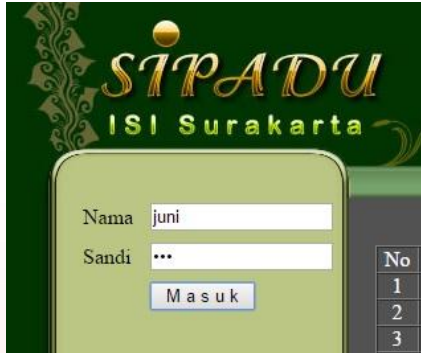 SIPADU
ISI Surakarta
Nama juni
Sandi •••
Masuk
No
1
2
3